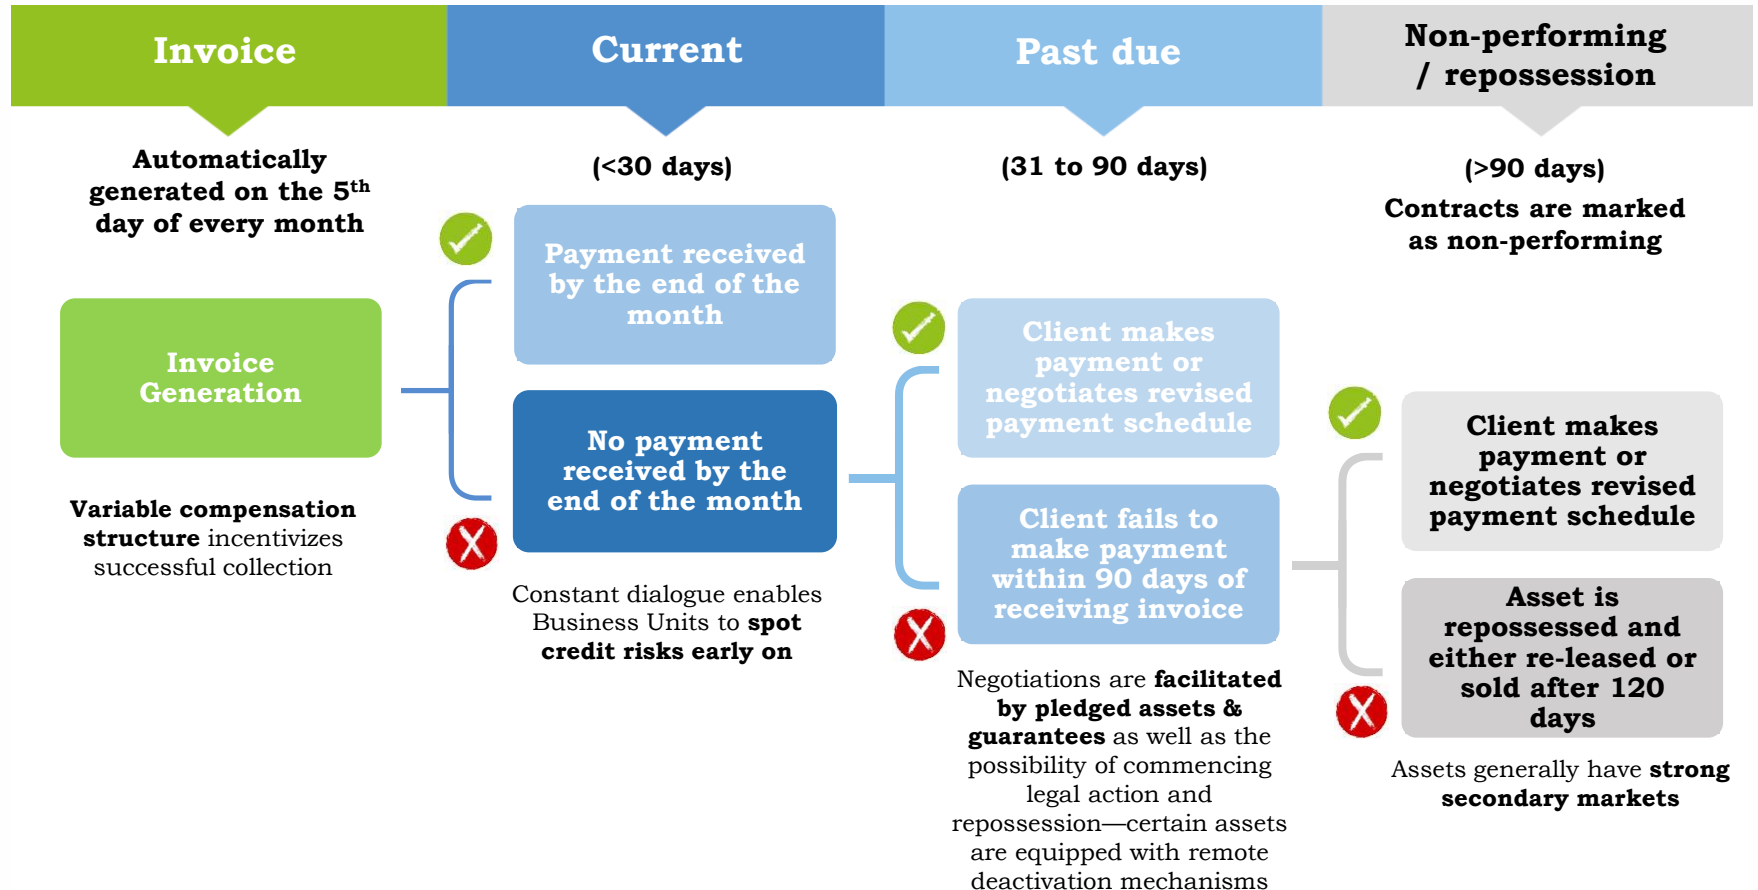 Invoice
Automatically
generated on the 5th
day of every month
Invoice
Generation
Variable compensation
structure incentivizes
successful collection
Current
(<30 days)
Payment received
by the end of the
month
No payment
received by the
end of the month
Constant dialogue enables
Business Units to spot
credit risks early on
Past due
(31 to 90 days)
Client makes
payment or
negotiates revised
payment schedule
Client fails to
make payment
within 90 days of
receiving invoice
Negotiations are facilitated
by pledged assets &
guarantees as well as the
possibility of commencing
legal action and
repossession—certain assets
are equipped with remote
deactivation mechanisms
Non-performing
/ repossession
(>90 days)
Contracts are marked
as non-performing
Client makes
payment or
negotiates revised
payment schedule
Asset is
repossessed and
either re-leased or
sold after 120
days
Assets generally have strong
secondary markets